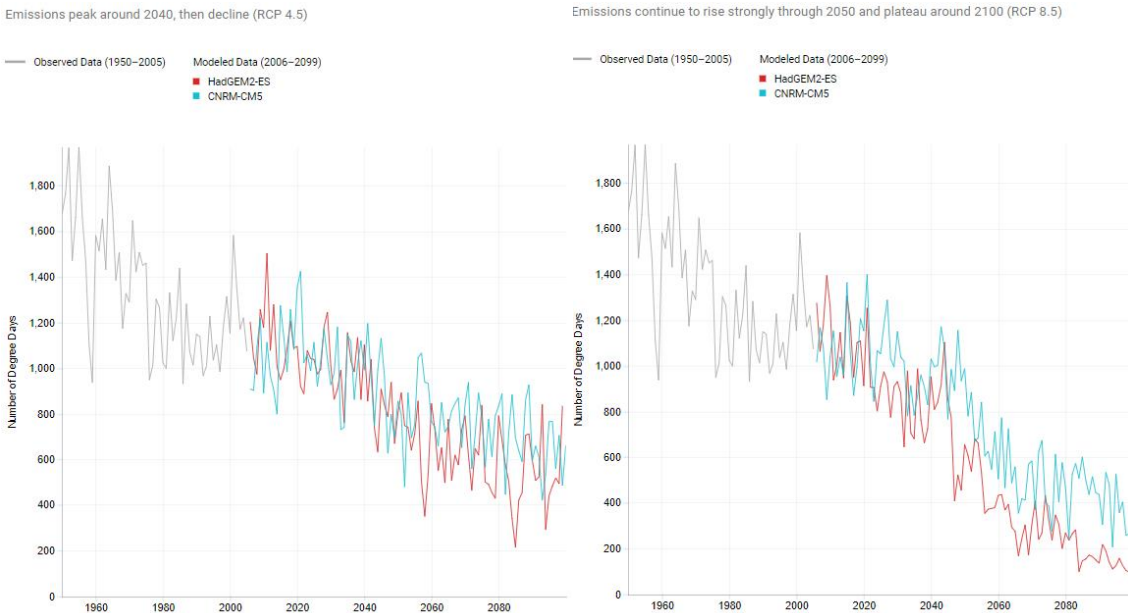 Emissions peak around 2040, then decline (RCP 4.5)
Observed Data (1950–2005)
Modeled Data (2006–2099)
HadGEM2-ES
CNRM-CM5
Number of Degree Days
1,800
1,600
1,400
1,200
1,000
800
600
400
200
0
1960
1980
2000
2020
2040
2060
2080
Emissions continue to rise strongly through 2050 and plateau around 2100 (RCP 8.5)
Observed Data (1950–2005)
Modeled Data (2006–2099)
HadGEM2-ES
CNRM-CM5
Number of Degree Days
1,800
1,600
1,400
1,200
1,000
800
600
400
200
0
1960
1980
2000
2020
2040
2060
2080